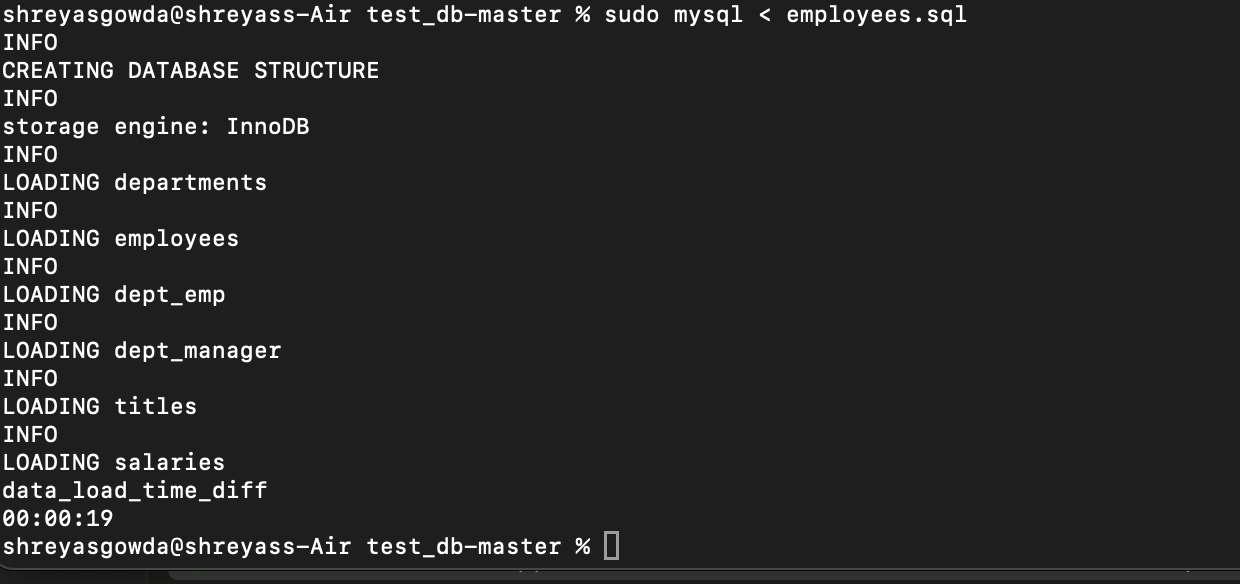 shreyasgowda@shreyass-Air test_db-master % sudo mysql < employees.sql
INFO
CREATING DATABASE STRUCTURE
INFO
storage engine: InnoDB
INFO
LOADING departments
INFO
LOADING employees
INFO
LOADING dept_emp
INFO
LOADING dept_manager
INFO
LOADING titles
INFO
LOADING salaries
data_load_time_diff
00:00:19
shreyasgowda@shreyass-Air test_db-master %